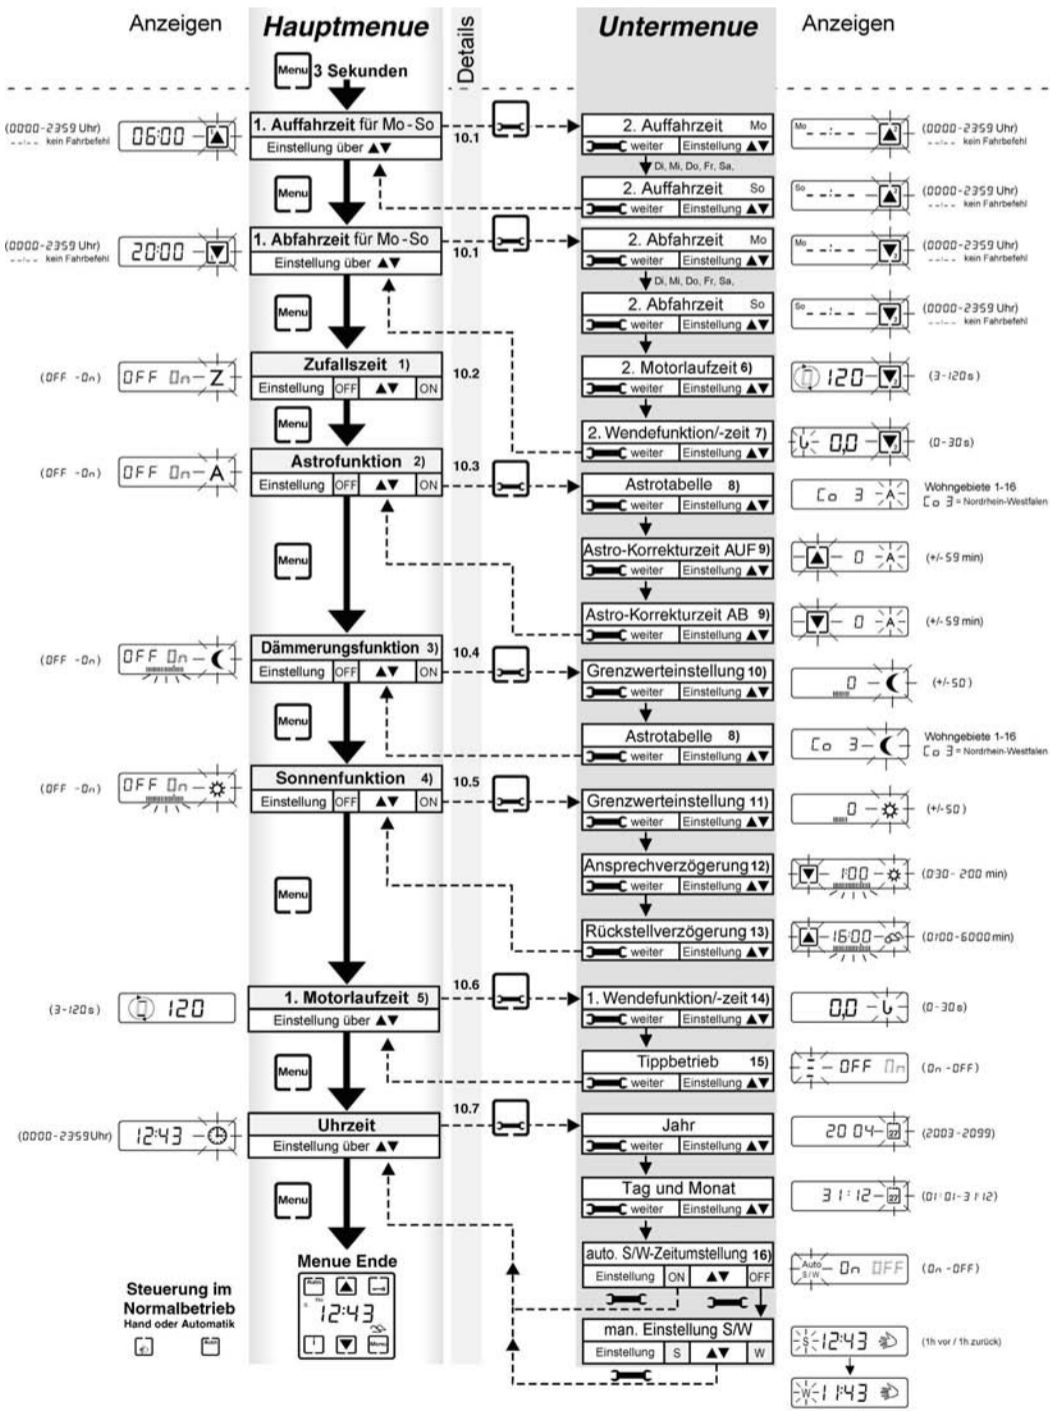 Anzeigen Hauptmenue Details Untermenue Anzeigen
Menu 3 Sekunden
(0000-2359 Uhr)
--:-- kein Fahrbefehl
06:00
1. Auffahrzeit für Mo-So
Einstellung über ▲▼
10.1
2. Auffahrzeit Mo
weiter Einstellung ▲▼
Mo --:--
(0000-2359 Uhr)
--:-- kein Fahrbefehl
Di, Mi, Do, Fr, Sa,
Menu
2. Auffahrzeit So
weiter Einstellung ▲▼
So --:--
(0000-2359 Uhr)
--:-- kein Fahrbefehl
(0000-2359 Uhr)
--:-- kein Fahrbefehl
20:00
1. Abfahrzeit für Mo-So
Einstellung über ▲▼
10.1
2. Abfahrzeit Mo
weiter Einstellung ▲▼
Mo --:--
(0000-2359 Uhr)
--:-- kein Fahrbefehl
Di, Mi, Do, Fr, Sa,
Menu
2. Abfahrzeit So
weiter Einstellung ▲▼
So --:--
(0000-2359 Uhr)
--:-- kein Fahrbefehl
(OFF -On)
OFF On Z
Zufallszeit 1)
Einstellung OFF ▲▼ ON
10.2
2. Motorlaufzeit 6)
weiter Einstellung ▲▼
120
(3-120s)
Menu
2. Wendefunktion/-zeit 7)
weiter Einstellung ▲▼
0,0
(0-30s)
(OFF -On)
OFF On A
Astrofunktion 2)
Einstellung OFF ▲▼ ON
10.3
Astrotabelle 8)
weiter Einstellung ▲▼
Co 3 A
Wohngebiete 1-16
Co 3 = Nordrhein-Westfalen
Menu
Astro-Korrekturzeit AUF 9)
weiter Einstellung ▲▼
0 A
(+/- 59 min)
Astro-Korrekturzeit AB 9)
weiter Einstellung ▲▼
0 A
(+/- 59 min)
(OFF -On)
OFF On
Dämmerungsfunktion 3)
Einstellung OFF ▲▼ ON
10.4
Grenzwerteinstellung 10)
weiter Einstellung ▲▼
0
(+/-50)
Menu
Astrotabelle 8)
weiter Einstellung ▲▼
Co 3
Wohngebiete 1-16
Co 3 = Nordrhein-Westfalen
(OFF -On)
OFF On
Sonnenfunktion 4)
Einstellung OFF ▲▼ ON
10.5
Grenzwerteinstellung 11)
weiter Einstellung ▲▼
0
(+/-50)
Menu
Ansprechverzögerung 12)
weiter Einstellung ▲▼
1:00
(0:30 - 200 min)
Rückstellverzögerung 13)
weiter Einstellung ▲▼
16:00
(0:100-6000 min)
(3-120s)
120
1. Motorlaufzeit 5)
Einstellung über ▲▼
10.6
1. Wendefunktion/-zeit 14)
weiter Einstellung ▲▼
0,0
(0-30s)
Menu
Tippbetrieb 15)
weiter Einstellung ▲▼
OFF On
(On -OFF)
(0000-2359Uhr)
12:43
Uhrzeit
Einstellung über ▲▼
10.7
Jahr
weiter Einstellung ▲▼
20 04 27
(2003-2099)
Menu
Tag und Monat
weiter Einstellung ▲▼
31:12 27
(01:01-31:12)
Menue Ende
Auto
12:43
Menu
auto. S/W-Zeitumstellung 16)
Einstellung ON ▲▼ OFF
Auto S/W On OFF
(On -OFF)
Steuerung im
Normalbetrieb
Hand oder Automatik
Auto
man. Einstellung S/W
Einstellung S ▲▼ W
S 12:43
(1h vor / 1h zurück)
W 11:43